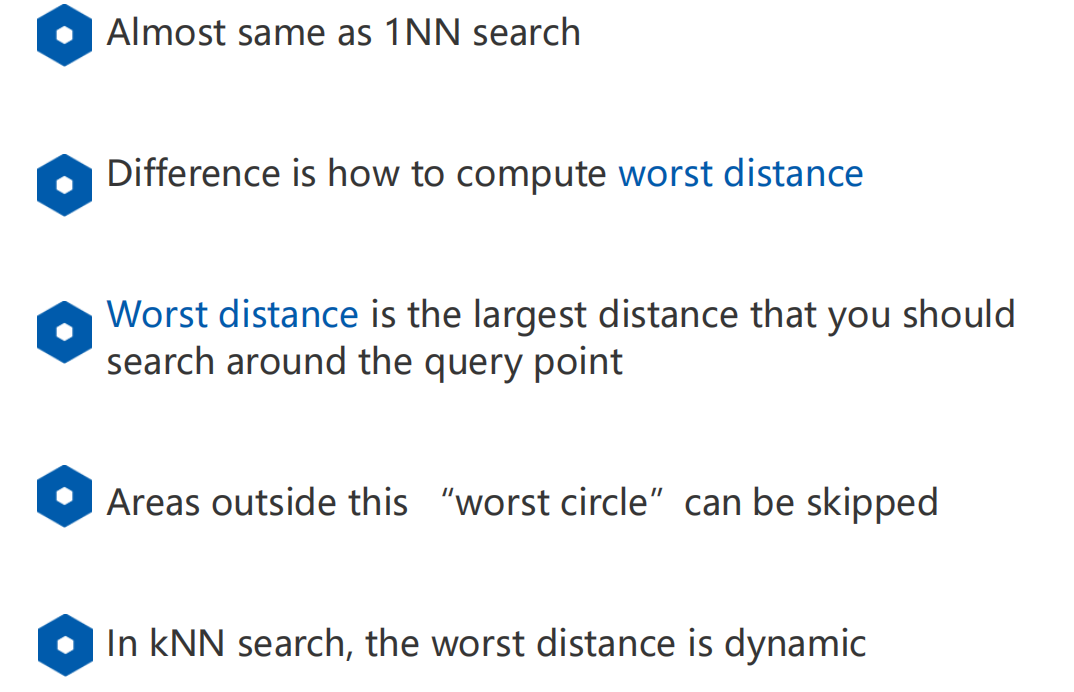 Almost same as 1NN search
Difference is how to compute worst distance
Worst distance is the largest distance that you should
search around the query point
Areas outside this “worst circle” can be skipped
In kNN search, the worst distance is dynamic